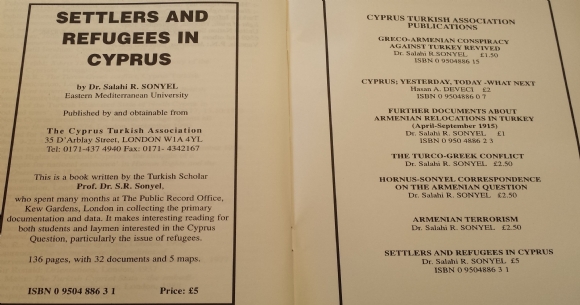 SETTLERS AND
REFUGEES IN
CYPRUS
by Dr. Salahi R. SONYEL
Eastern Mediterranean University
Published by and obtainable from
The Cyprus Turkish Association
35 D'Arblay Street, LONDON W1A 4YL
Tel: 0171-437 4940 Fax: 0171- 4342167
This is a book written by the Turkish Scholar
Prof. Dr. S.R. Sonyel,
who spent many months at The Public Record Office,
Kew Gardens, London in collecting the primary
documentation and data. It makes interesting reading for
both students and laymen interested in the Cyprus
Question, particularly the issue of refugees.
136 pages, with 32 documents and 5 maps.
ISBN 0 9504 886 3 1 Price: £5
CYPRUS TURKISH ASSOCIATION
PUBLICATIONS
GRECO-ARMENIAN CONSPIRACY
AGAINST TURKEY REVIVED
Dr. Salahi R.SONYEL £1.50
ISBN 0 9504886 15
CYPRUS; YESTERDAY, TODAY -WHAT NEXT
Hasan A. DEVECI £2
ISBN 0 9504886 0 7
FURTHER DOCUMENTS ABOUT
ARMENIAN RELOCATIONS IN TURKEY
(April-September 1915)
Dr. Salahi R. SONYEL £1
ISBN 0 950 4886 2 3
THE TURCO-GREEK CONFLICT
Dr. Salahi R. SONYEL £2.50
HORNUS-SONYEL CORRESPONDENCE
ON THE ARMENIAN QUESTION
Dr. Salahi R. SONYEL £2.50
ARMENIAN TERRORISM
Dr. Salahi R. SONYEL £2.50
SETTLERS AND REFUGEES IN CYPRUS
Dr. Salahi R. SONYEL £5
ISBN 0 9504886 3 1